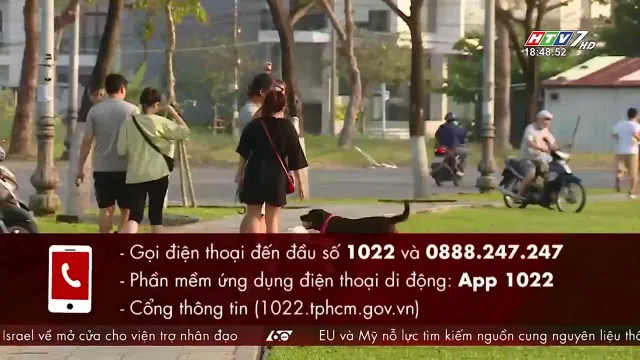 HTV7 HD
18:48:52
- Gọi điện thoại đến đầu số 1022 và 0888.247.247
- Phần mềm ứng dụng điện thoại di động: App 1022
- Cổng thông tin (1022.tphcm.gov.vn)
Israel về mở cửa cho viện trợ nhân đạo 60 EU và Mỹ nỗ lực tìm kiếm nguồn cung nguyên liệu